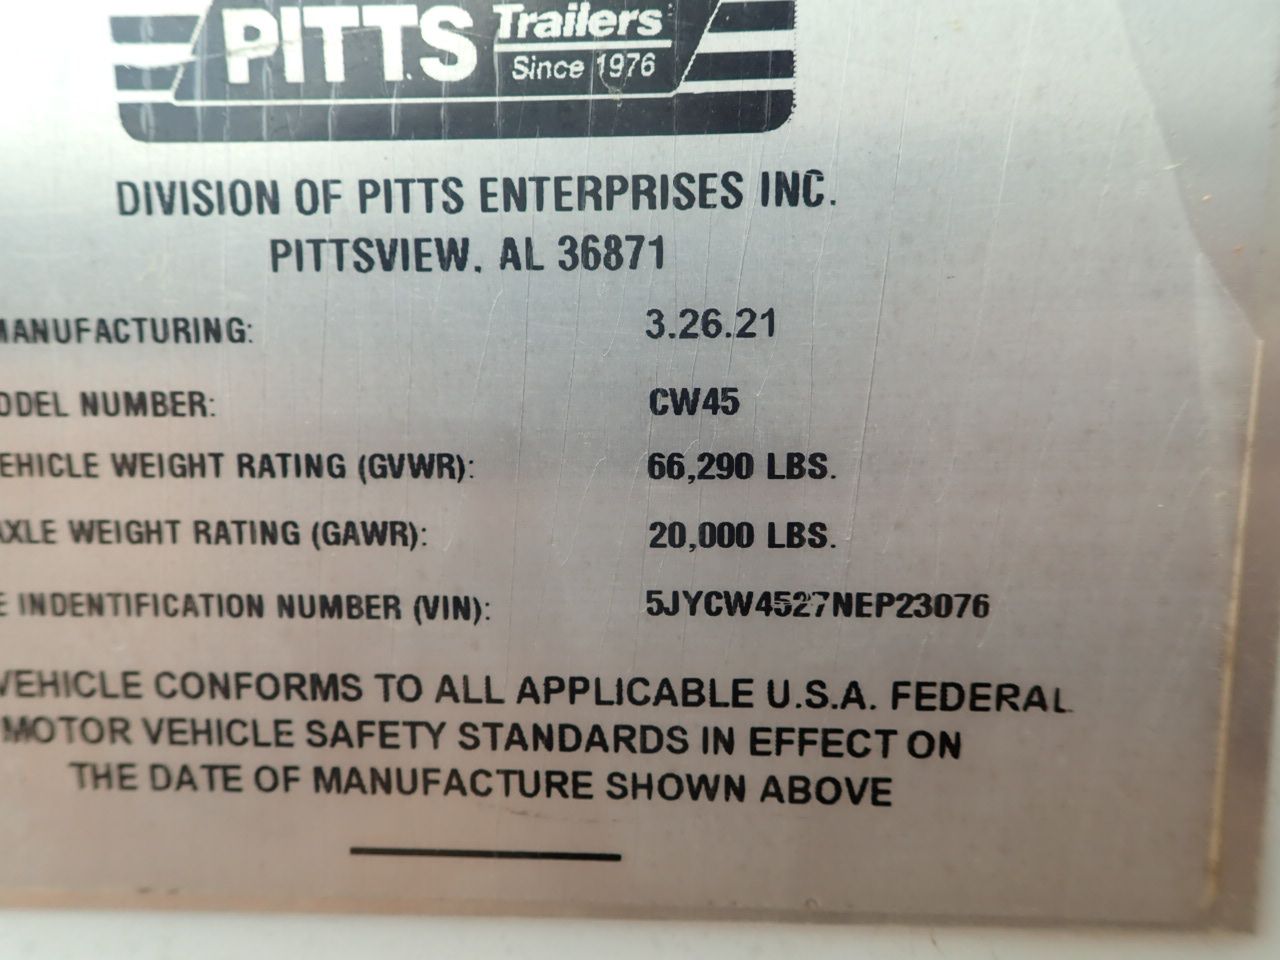 PITTS Trailers
Since 1976
DIVISION OF PITTS ENTERPRISES INC.
PITTSVIEW, AL 36871
MANUFACTURING: 3.26.21
ODEL NUMBER: CW45
EHICLE WEIGHT RATING (GVWR): 66,290 LBS.
AXLE WEIGHT RATING (GAWR): 20,000 LBS.
E INDENTIFICATION NUMBER (VIN): 5JYCW4527NEP23076
VEHICLE CONFORMS TO ALL APPLICABLE U.S.A. FEDERAL
MOTOR VEHICLE SAFETY STANDARDS IN EFFECT ON
THE DATE OF MANUFACTURE SHOWN ABOVE